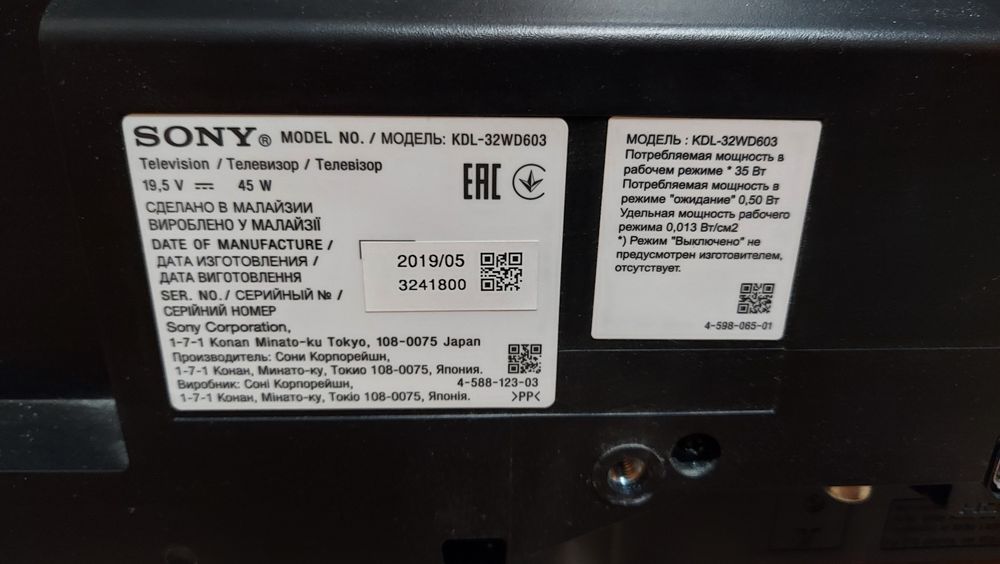 SONY® MODEL NO. / МОДЕЛЬ: KDL-32WD603
Television / Телевизор / Телевізор
19,5 V ⎓ 45 W
EAC
СДЕЛАНО В МАЛАЙЗИИ
ВИРОБЛЕНО У МАЛАЙЗІЇ
DATE OF MANUFACTURE /
ДАТА ИЗГОТОВЛЕНИЯ /
ДАТА ВИГОТОВЛЕННЯ
2019/05
SER. NO. / СЕРИЙНЫЙ № /
СЕРІЙНИЙ НОМЕР
3241800
Sony Corporation,
1-7-1 Konan Minato-ku Tokyo, 108-0075 Japan
Производитель: Сони Корпорейшн,
1-7-1 Конан, Минато-ку, Токио 108-0075, Япония.
Виробник: Соні Корпорейшн,
1-7-1 Конан, Мінато-ку, Токіо 108-0075, Японія.
4-588-123-03
>PP<
МОДЕЛЬ: KDL-32WD603
Потребляемая мощность в
рабочем режиме * 35 Вт
Потребляемая мощность в
режиме "ожидание" 0,50 Вт
Удельная мощность рабочего
режима 0,013 Вт/см2
*) Режим "Выключено" не
предусмотрен изготовителем,
отсутствует.
4-598-065-01